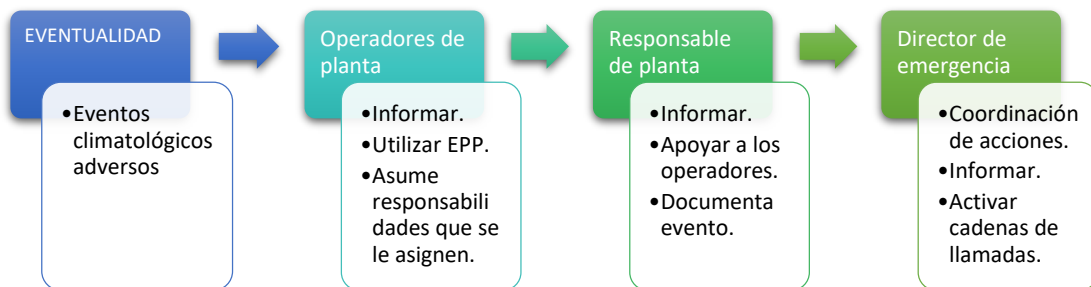 EVENTUALIDAD
•Eventos
climatológicos
adversos
Operadores de
planta
•Informar.
•Utilizar EPP.
•Asume
responsabili
dades que se
le asignen.
Responsable
de planta
•Informar.
•Apoyar a los
operadores.
•Documenta
evento.
Director de
emergencia
•Coordinación
de acciones.
•Informar.
•Activar
cadenas de
llamadas.